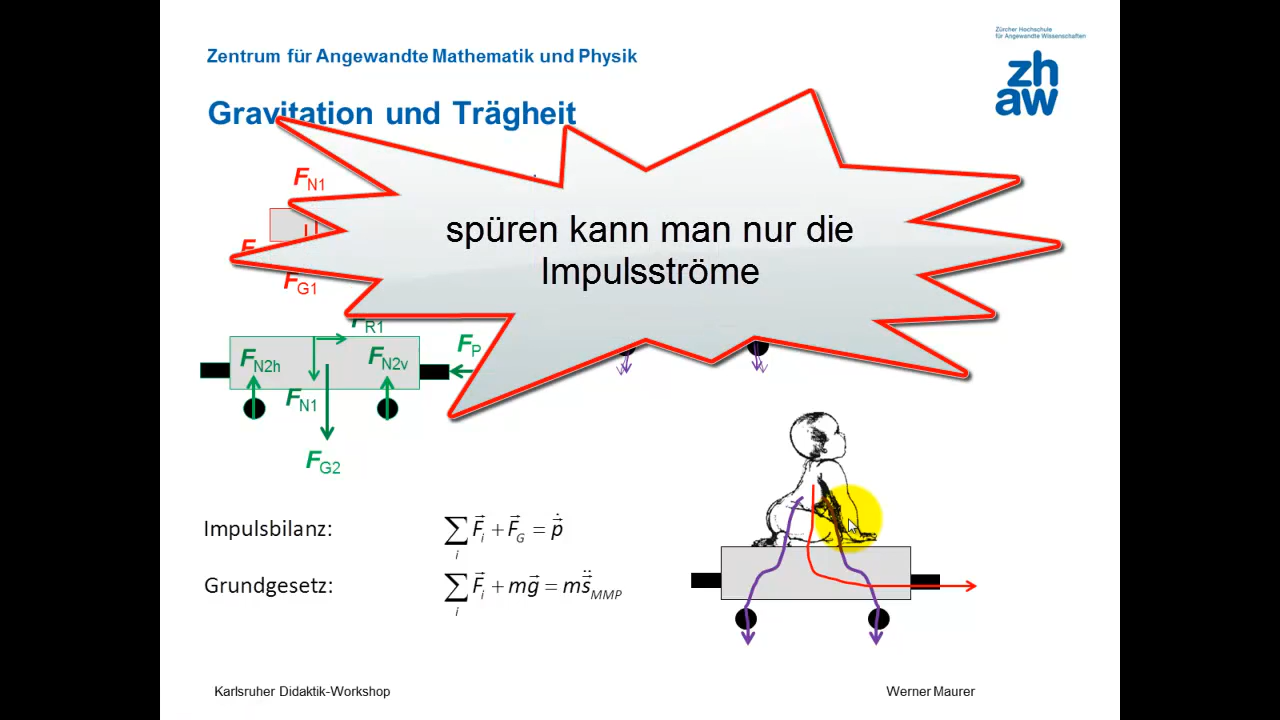 Zürcher Hochschule
für Angewandte Wissenschaften
zh
aw
Zentrum für Angewandte Mathematik und Physik
Gravitation und Trägheit
F_N1
spüren kann man nur die
Impulsströme
F_G1
F_R1
F_N2h
F_N2v
F_P
F_N1
F_G2
Impulsbilanz: ∑_i F⃗_i + F⃗_G = ṗ⃗
Grundgesetz: ∑_i F⃗_i + mg⃗ = ms̈⃗_MMP
Karlsruher Didaktik-Workshop
Werner Maurer